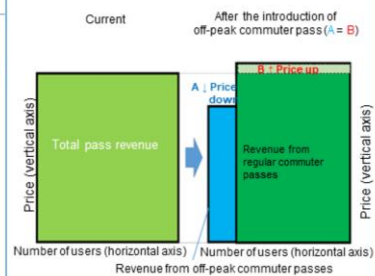 Current
After the introduction of
off-peak commuter pass (A = B)
B ↑ Price up
A ↓ Price
down
Price (vertical axis)
Total pass revenue
Revenue from
regular commuter
passes
Price (vertical axis)
Number of users (horizontal axis)
Number of users (horizontal axis)
Revenue from off-peak commuter passes